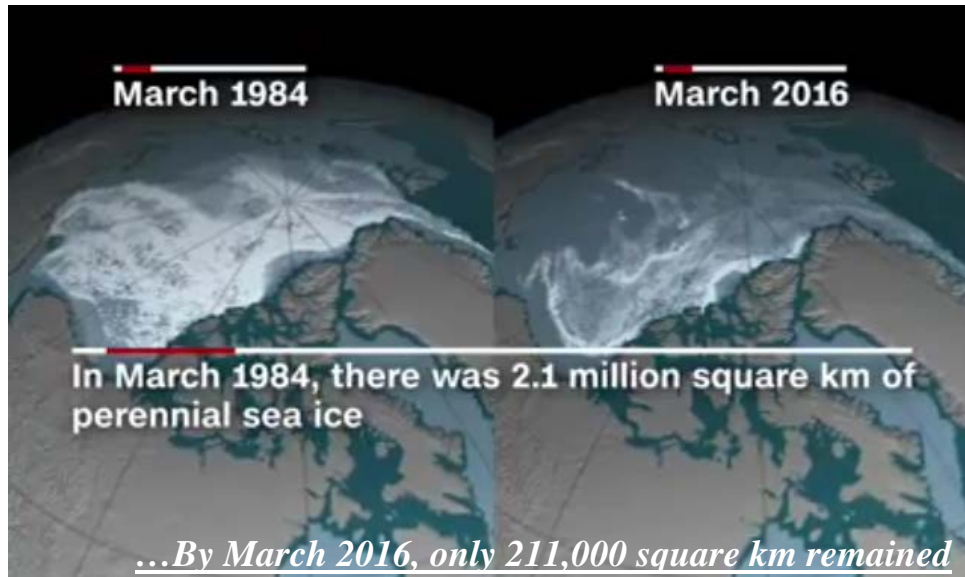 March 1984
March 2016
In March 1984, there was 2.1 million square km of
perennial sea ice
…By March 2016, only 211,000 square km remained